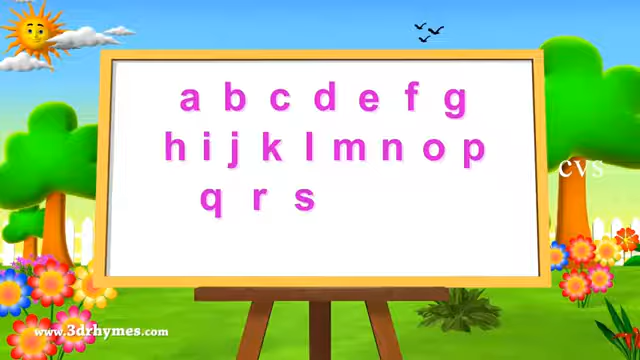 a b c d e f g
h i j k l m n o p
q r s
cvs
www.3drhymes.com